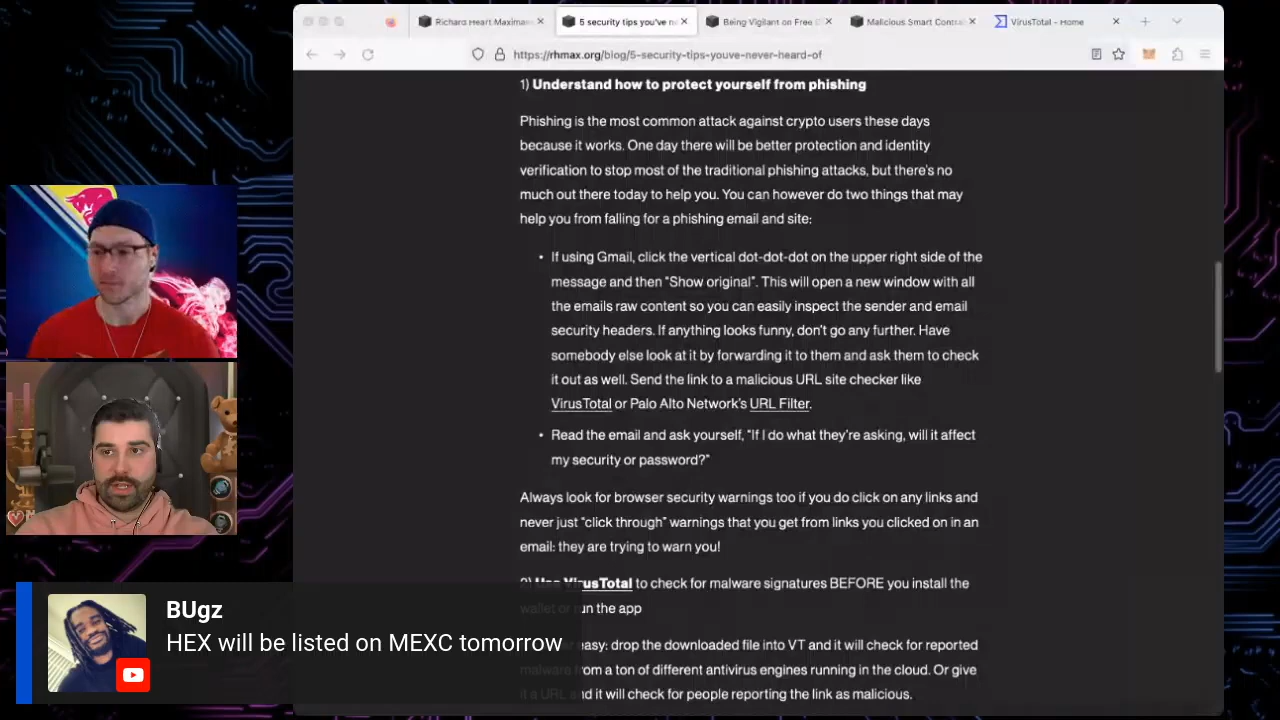 Richard Heart Maximal
5 security tips you've ne
Being Vigilant on Free D
Malicious Smart Contra
VirusTotal - Home
https://rhmax.org/blog/5-security-tips-youve-never-heard-of
1) Understand how to protect yourself from phishing
Phishing is the most common attack against crypto users these days
because it works. One day there will be better protection and identity
verification to stop most of the traditional phishing attacks, but there's no
much out there today to help you. You can however do two things that may
help you from falling for a phishing email and site:
• If using Gmail, click the vertical dot-dot-dot on the upper right side of the
message and then "Show original". This will open a new window with all
the emails raw content so you can easily inspect the sender and email
security headers. If anything looks funny, don't go any further. Have
somebody else look at it by forwarding it to them and ask them to check
it out as well. Send the link to a malicious URL site checker like
VirusTotal or Palo Alto Network's URL Filter.
• Read the email and ask yourself, "If I do what they're asking, will it affect
my security or password?"
Always look for browser security warnings too if you do click on any links and
never just "click through" warnings that you get from links you clicked on in an
email: they are trying to warn you!
2) Use VirusTotal to check for malware signatures BEFORE you install the
wallet or run the app
easy: drop the downloaded file into VT and it will check for reported
malware from a ton of different antivirus engines running in the cloud. Or give
it a URL and it will check for people reporting the link as malicious.
BUgz
HEX will be listed on MEXC tomorrow